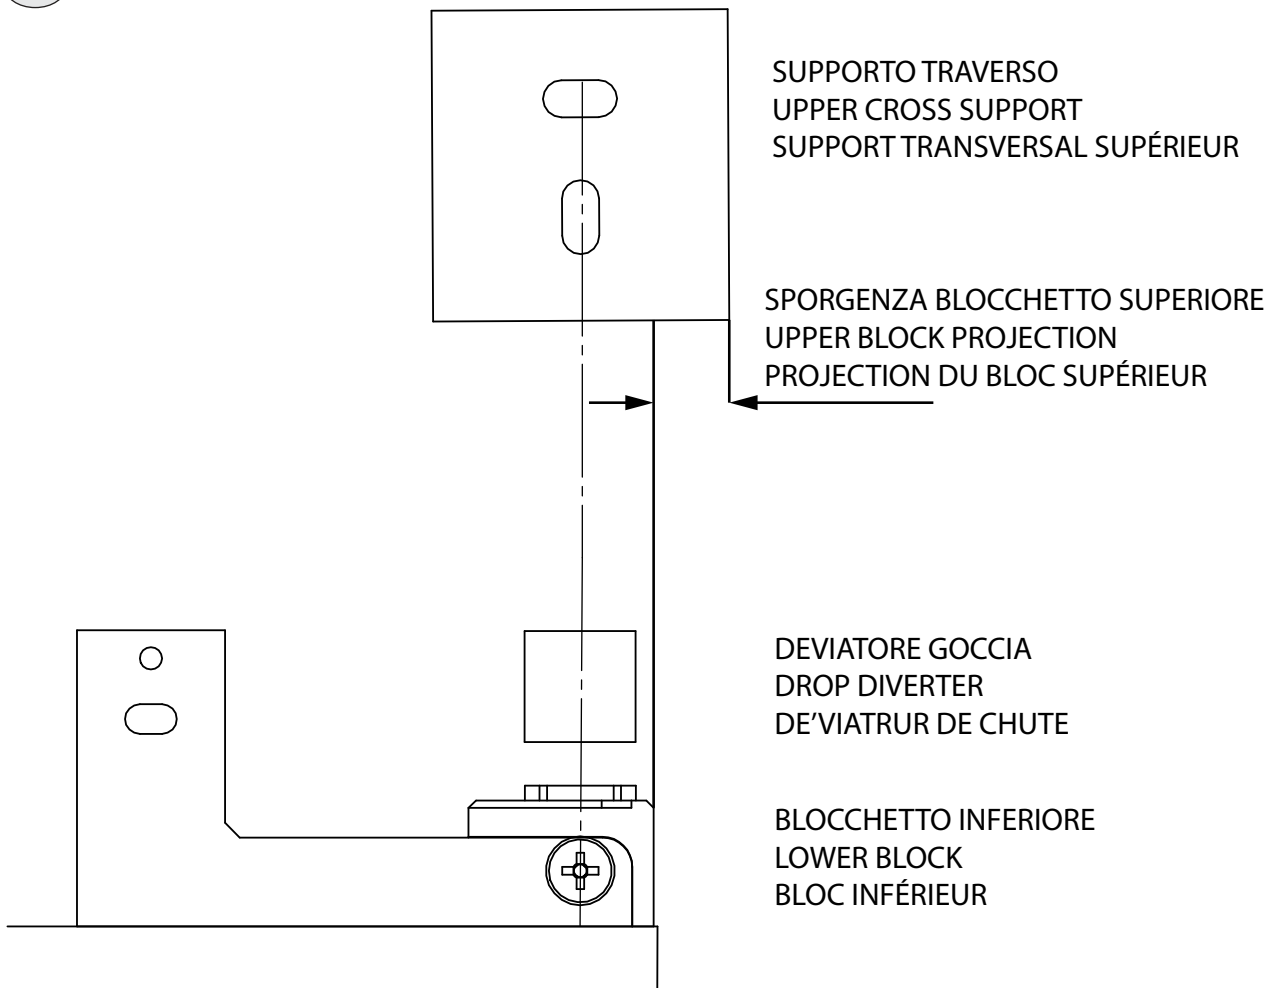 SUPPORTO TRAVERSO
UPPER CROSS SUPPORT
SUPPORT TRANSVERSAL SUPÉRIEUR
SPORGENZA BLOCCHETTO SUPERIORE
UPPER BLOCK PROJECTION
PROJECTION DU BLOC SUPÉRIEUR
DEVIATORE GOCCIA
DROP DIVERTER
DE'VIATRUR DE CHUTE
BLOCCHETTO INFERIORE
LOWER BLOCK
BLOC INFÉRIEUR